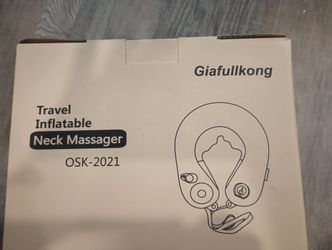 Giafullkong
Travel
Inflatable
Neck Massager
OSK-2021